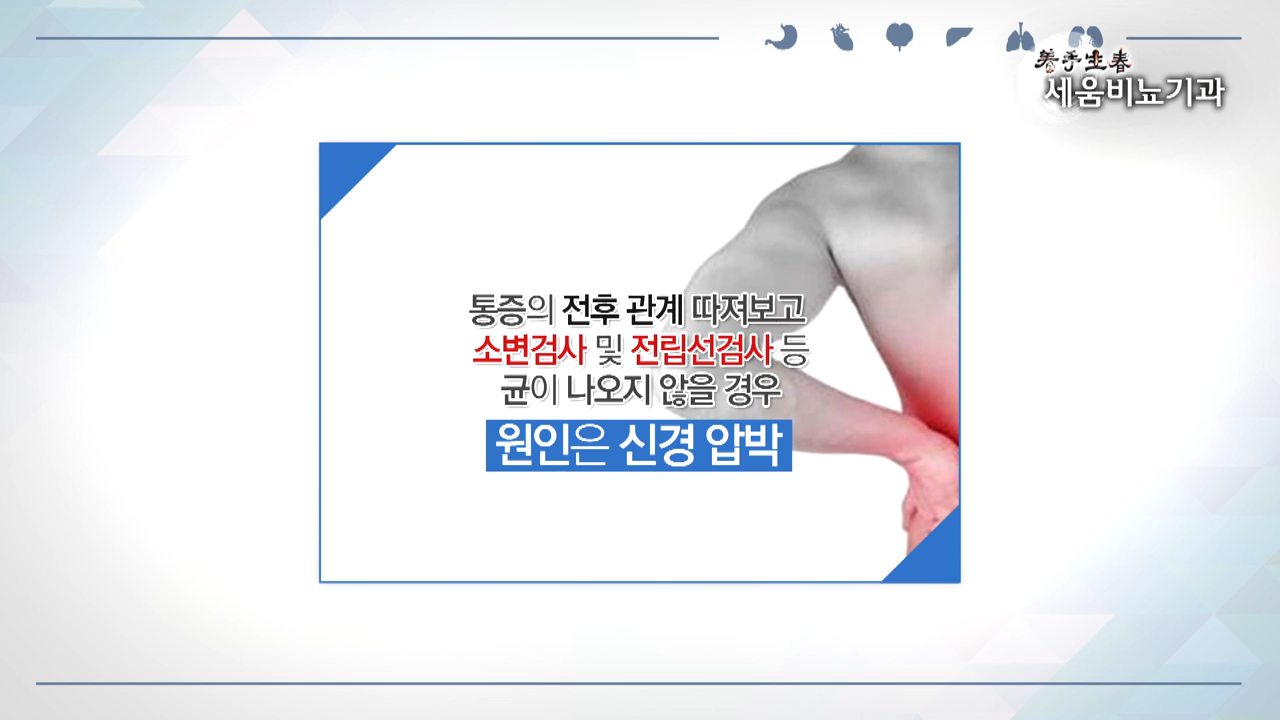 着手生春
세움비뇨기과
통증의 전후 관계 따져보고
소변검사 및 전립선검사 등
균이 나오지 않을 경우
원인은 신경 압박